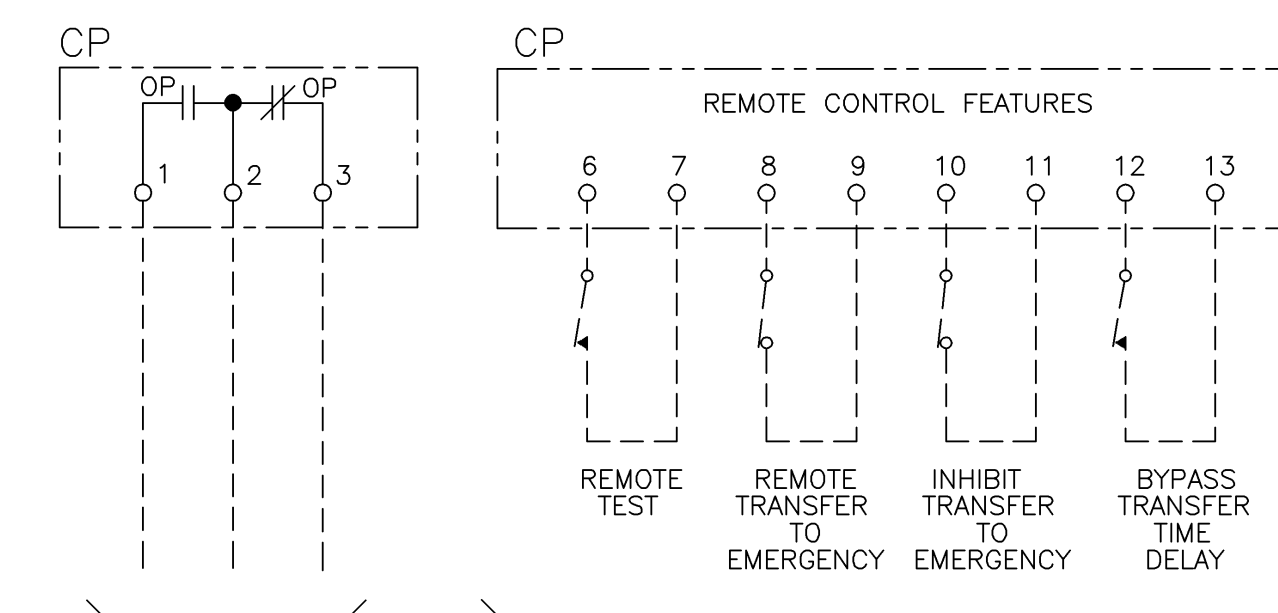 CP
OP OP
1 2 3
CP
REMOTE CONTROL FEATURES
6 7 8 9 10 11 12 13
REMOTE
TEST
REMOTE
TRANSFER
TO
EMERGENCY
INHIBIT
TRANSFER
TO
EMERGENCY
BYPASS
TRANSFER
TIME
DELAY